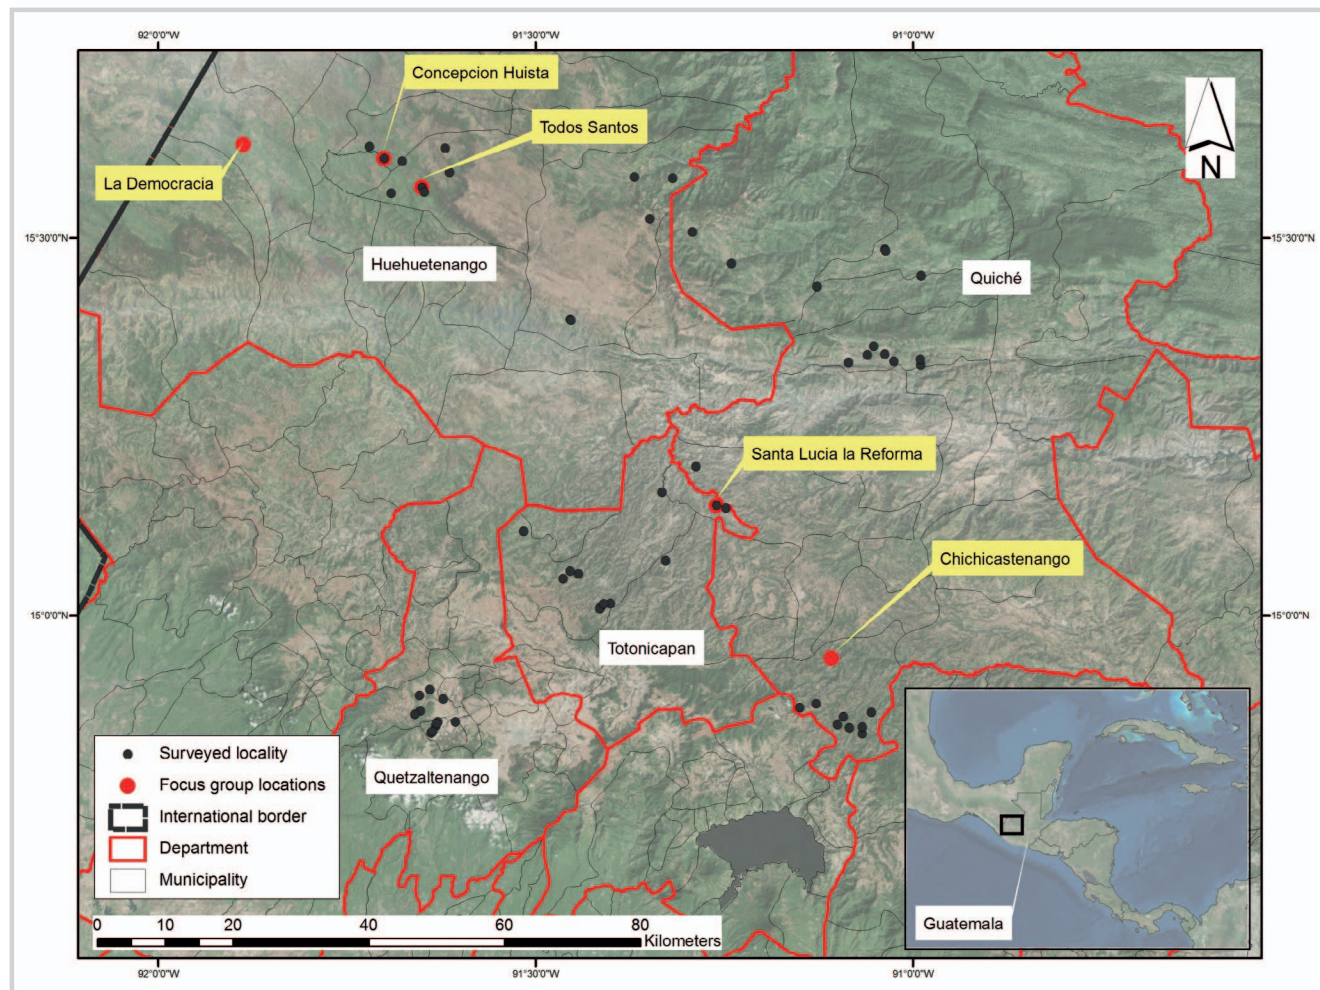 92°0'0"W
91°30'0"W
91°0'0"W
Concepcion Huista
Todos Santos
La Democracia
N
15°30'0"N
15°30'0"N
Huehuetenango
Quiché
Santa Lucia la Reforma
Chichicastenango
15°0'0"N
15°0'0"N
Totonicapan
Quetzaltenango
Surveyed locality
Focus group locations
International border
Department
Municipality
Guatemala
0 10 20 40 60 80
Kilometers
92°0'0"W
91°30'0"W
91°0'0"W